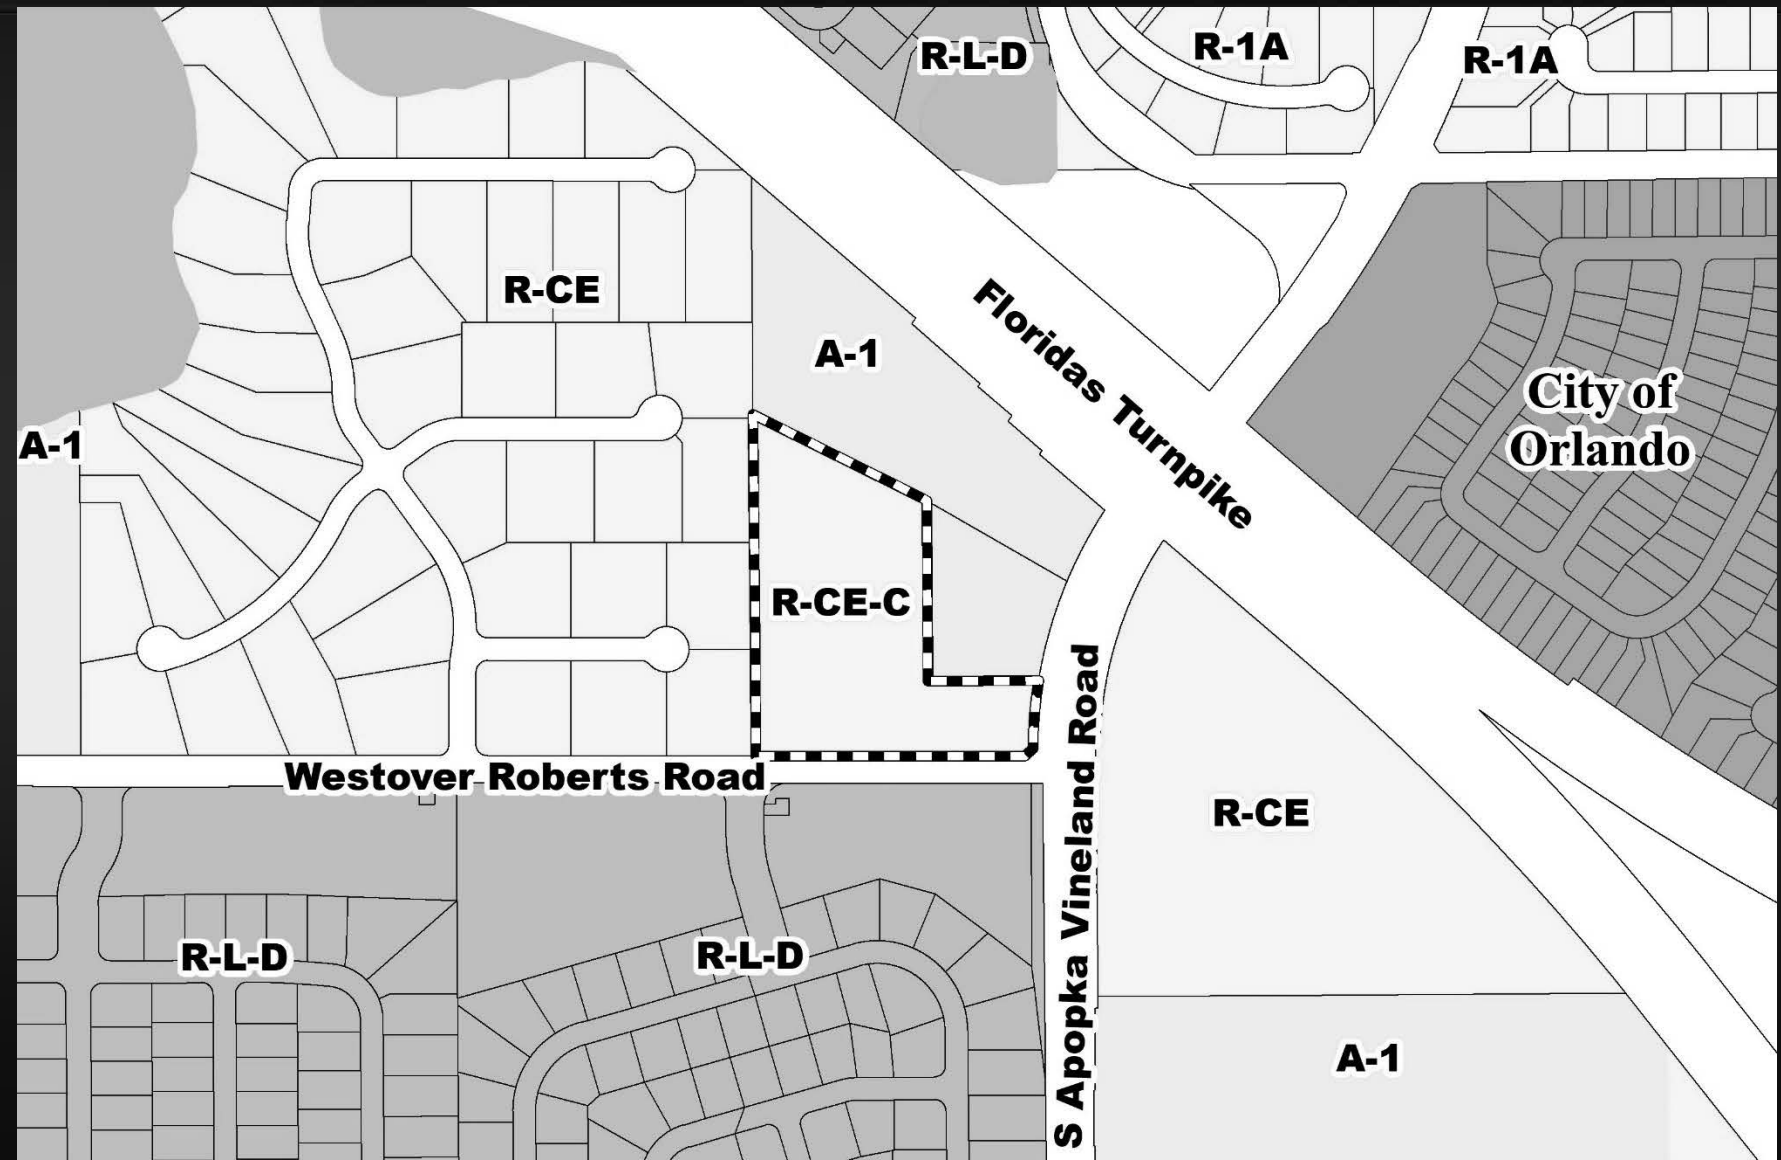 R-L-D
R-1A
R-1A
R-CE
A-1
Floridas Turnpike
City of
Orlando
A-1
R-CE-C
Westover Roberts Road
S Apopka Vineland Road
R-CE
R-L-D
R-L-D
A-1